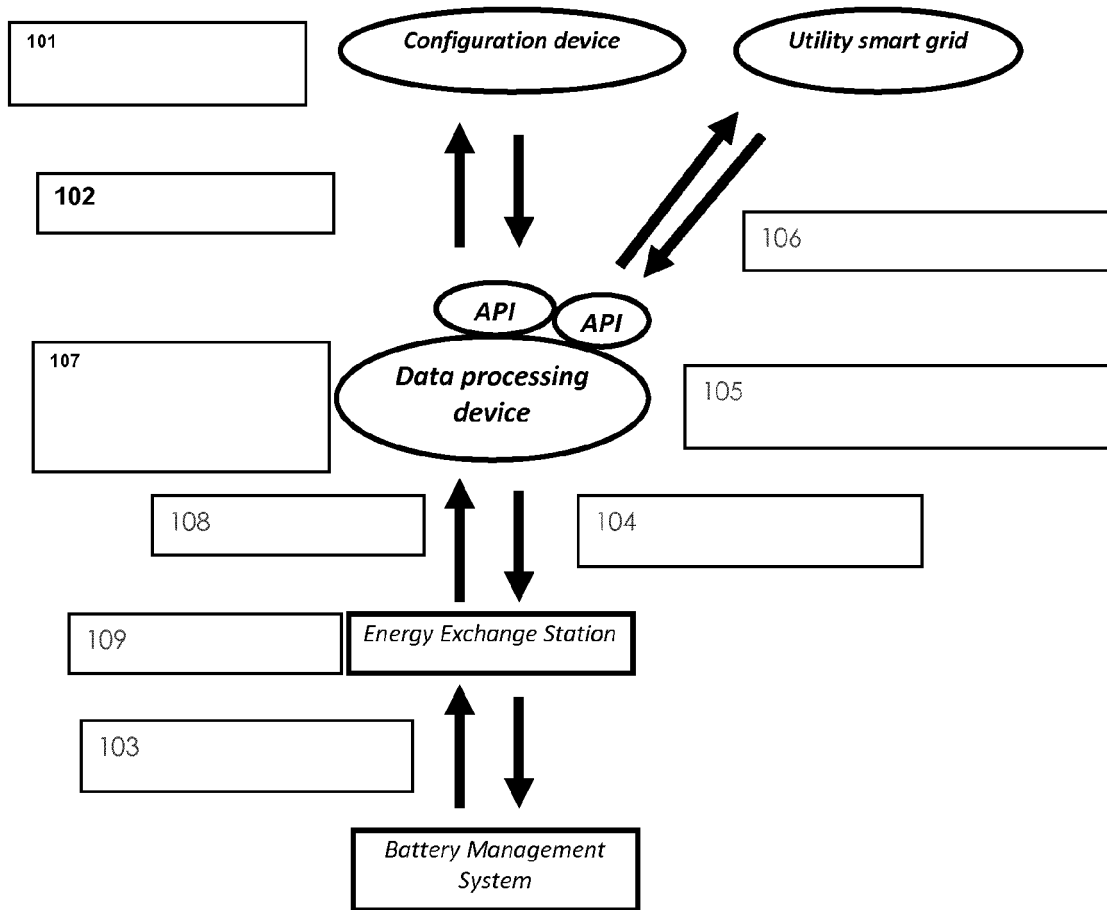 101
Configuration device
Utility smart grid
102
106
API
API
107
Data processing
device
105
108
104
109
Energy Exchange Station
103
Battery Management
System